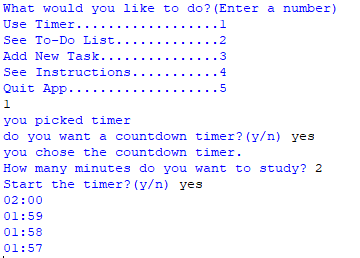 What would you like to do?(Enter a number)
Use Timer..................1
See To-Do List.............2
Add New Task...............3
See Instructions...........4
Quit App...................5
1
you picked timer
do you want a countdown timer?(y/n) yes
you chose the countdown timer.
How many minutes do you want to study? 2
Start the timer?(y/n) yes
02:00
01:59
01:58
01:57